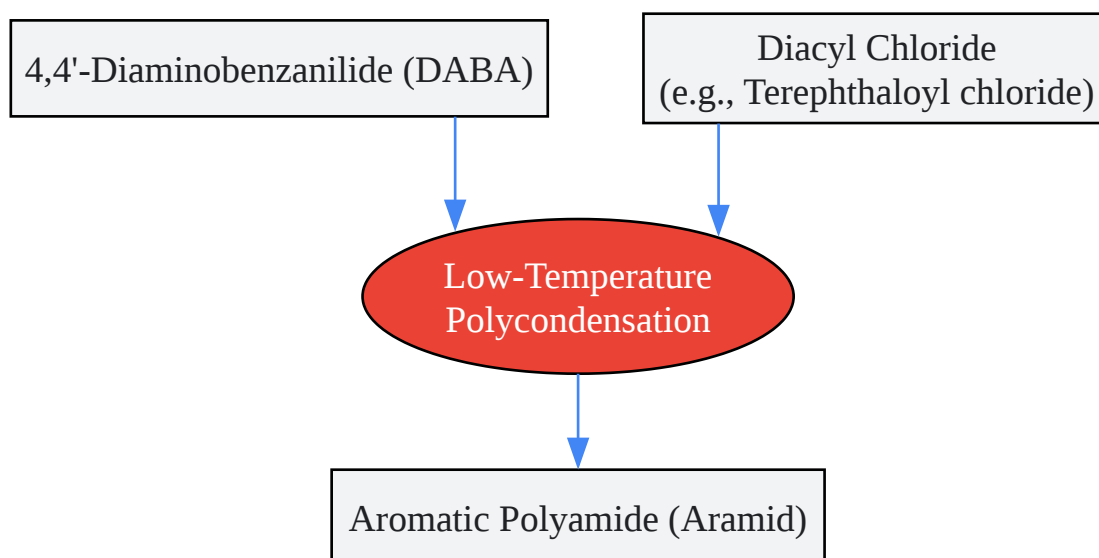 4,4'-Diaminobenzanilide (DABA)
Diacyl Chloride
(e.g., Terephthaloyl chloride)
Low-Temperature
Polycondensation
Aromatic Polyamide (Aramid)